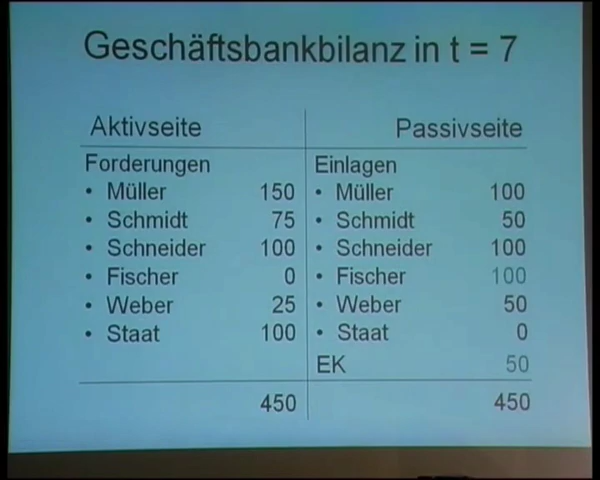 Geschäftsbankbilanz in t = 7
Aktivseite Passivseite
Forderungen Einlagen
• Müller 150 • Müller 100
• Schmidt 75 • Schmidt 50
• Schneider 100 • Schneider 100
• Fischer 0 • Fischer 100
• Weber 25 • Weber 50
• Staat 100 • Staat 0
EK 50
450 450